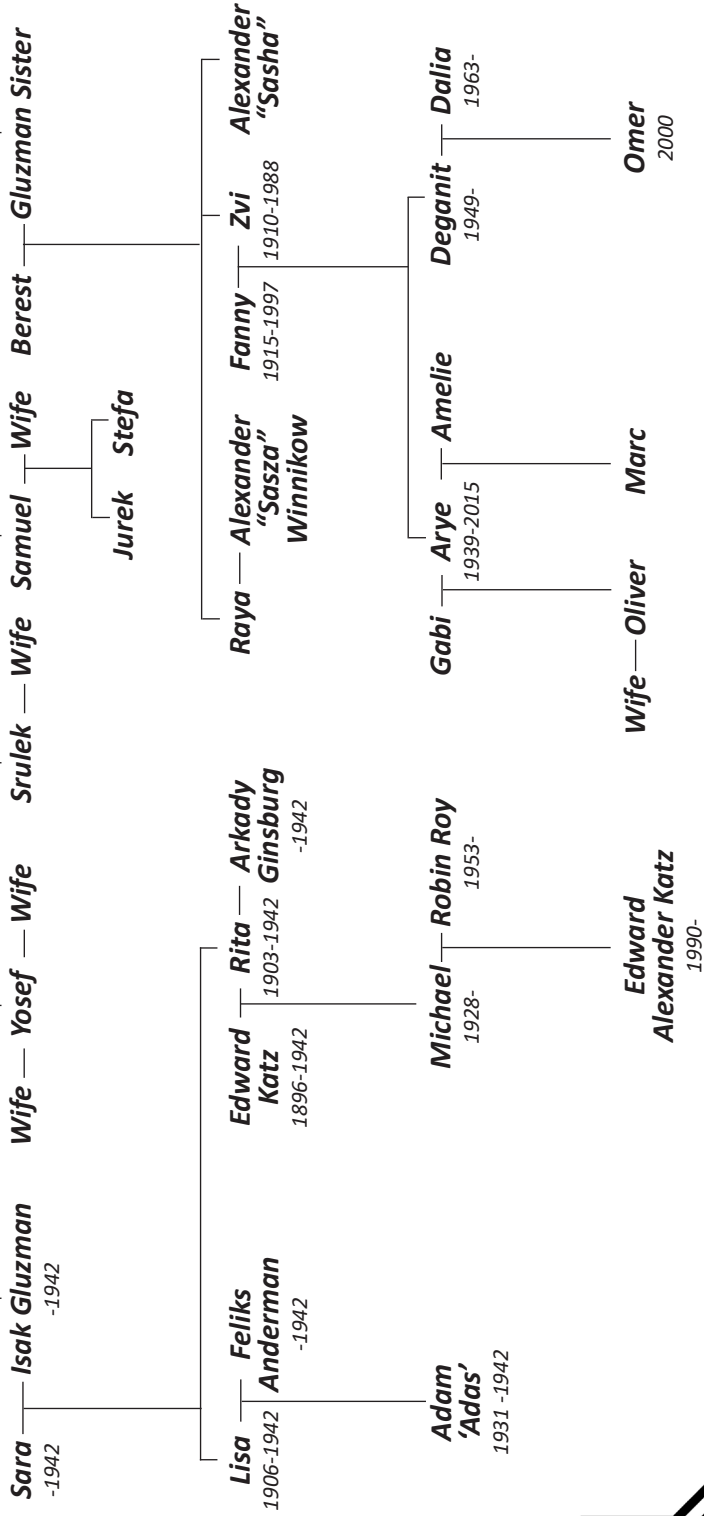 Sara Isak Gluzman Wife Yosef Wife Srulek Wife Samuel Wife Berest Gluzman Sister
-1942 -1942
Jurek Stefa
Lisa Feliks Edward Rita Arkady Raya Alexander Fanny Zvi Alexander
Anderman Katz Ginsburg "Sasza" "Sasha"
Winnikow
1906-1942 -1942 1896-1942 1903-1942 -1942 1915-1997 1910-1988
Adam Michael Robin Roy Gabi Arye Amelie Deganit Dalia
'Adas'
1931 -1942 1928- 1953- 1939-2015 1949- 1963-
Edward Wife Oliver Marc Omer
Alexander Katz
1990- 2000